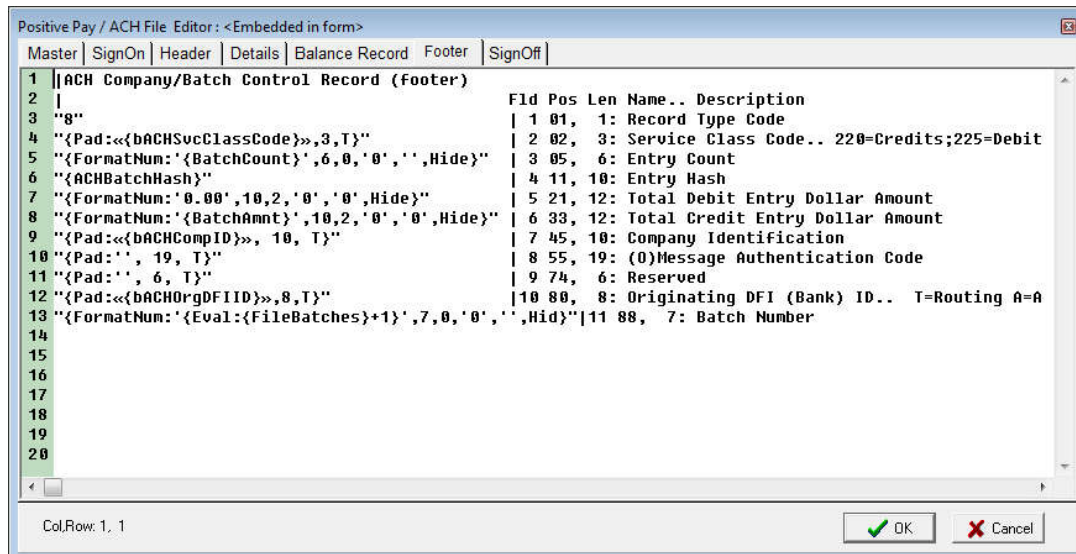 Positive Pay / ACH File Editor : <Embedded in form>
Master SignOn Header Details Balance Record Footer SignOff
1 |ACH Company/Batch Control Record (footer)
2 | Fld Pos Len Name.. Description
3 "8" | 1 01, 1: Record Type Code
4 "{Pad:««{bACHSvcClassCode}»»,3,T}" | 2 02, 3: Service Class Code.. 220=Credits;225=Debit
5 "{FormatNum:'{BatchCount}',6,0,'0','',Hide}" | 3 05, 6: Entry Count
6 "{ACHBatchHash}" | 4 11, 10: Entry Hash
7 "{FormatNum:'0.00',10,2,'0','0',Hide}" | 5 21, 12: Total Debit Entry Dollar Amount
8 "{FormatNum:'{BatchAmnt}',10,2,'0','0',Hide}" | 6 33, 12: Total Credit Entry Dollar Amount
9 "{Pad:««{bACHCompID}»», 10, T}" | 7 45, 10: Company Identification
10 "{Pad:'', 19, T}" | 8 55, 19: (O)Message Authentication Code
11 "{Pad:'', 6, T}" | 9 74, 6: Reserved
12 "{Pad:««{bACHOrgDFIID}»»,8,T}" |10 80, 8: Originating DFI (Bank) ID.. T=Routing A=A
13 "{FormatNum:'{Eval:{FileBatches}+1}',7,0,'0','',Hid}"|11 88, 7: Batch Number
14
15
16
17
18
19
20
Col,Row: 1, 1
OK Cancel